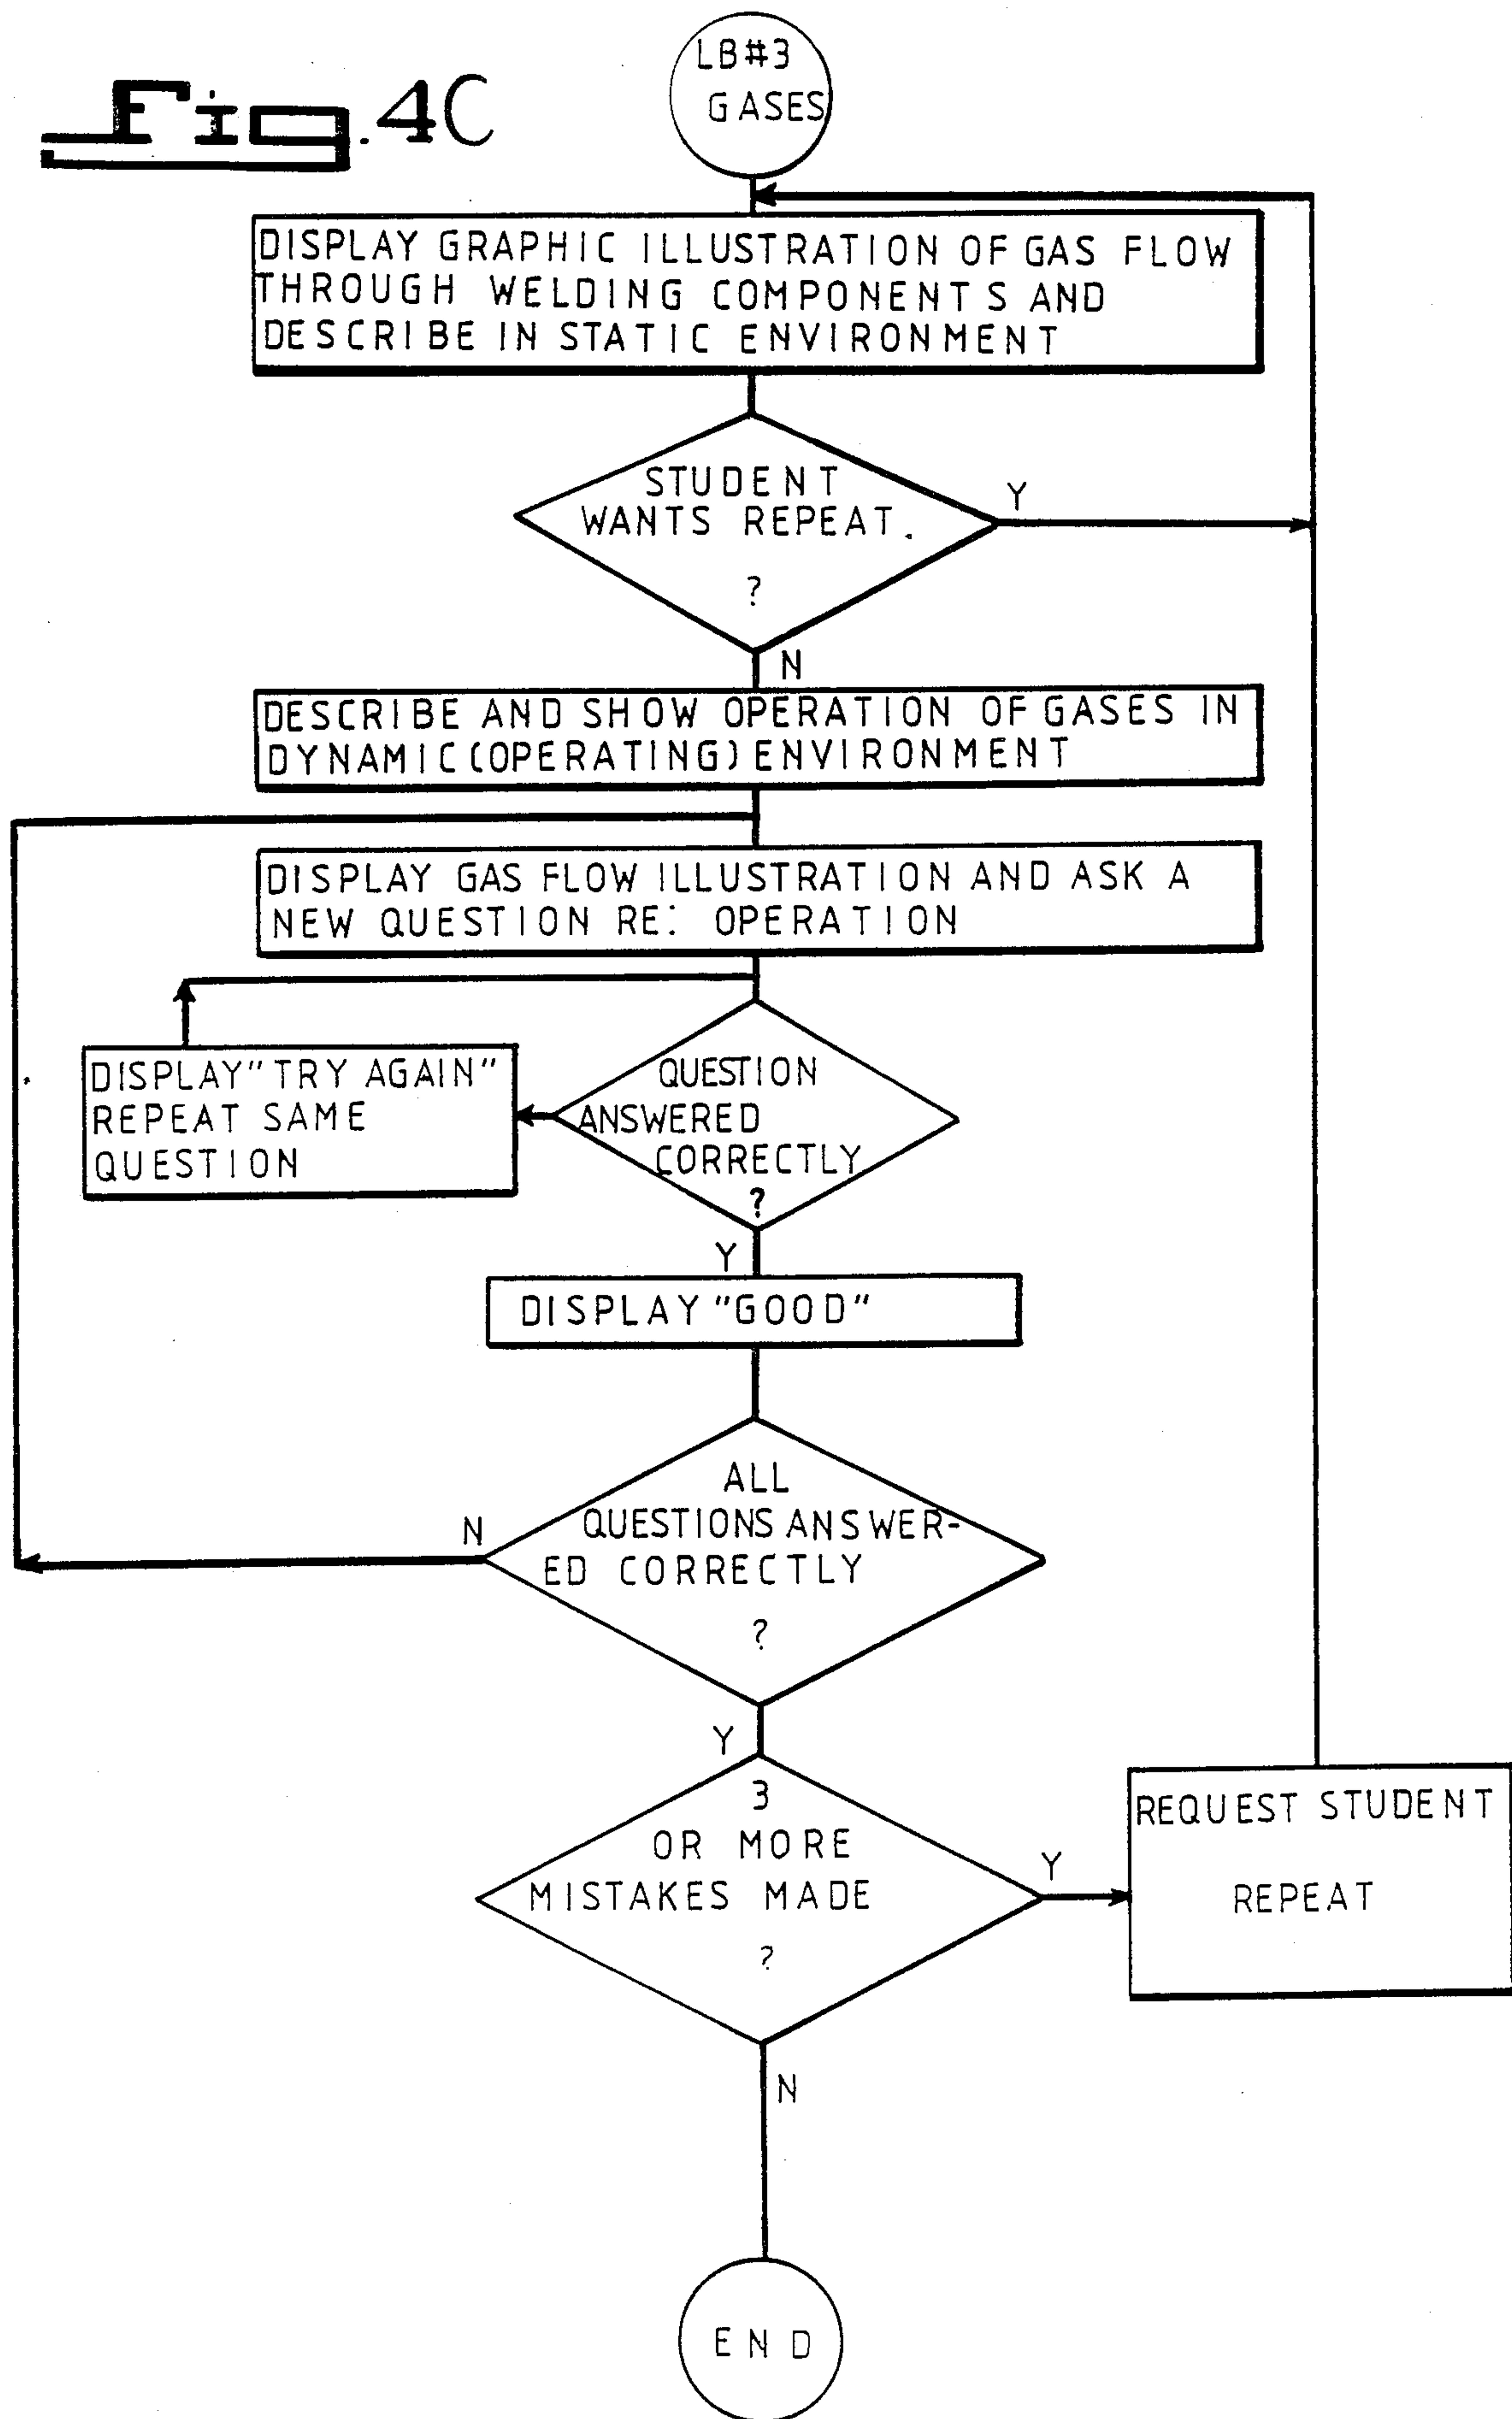 Fig. 4C
LB#3
GASES
DISPLAY GRAPHIC ILLUSTRATION OF GAS FLOW
THROUGH WELDING COMPONENTS AND
DESCRIBE IN STATIC ENVIRONMENT
STUDENT
WANTS REPEAT.
?
Y
N
DESCRIBE AND SHOW OPERATION OF GASES IN
DYNAMIC(OPERATING) ENVIRONMENT
DISPLAY GAS FLOW ILLUSTRATION AND ASK A
NEW QUESTION RE: OPERATION
DISPLAY "TRY AGAIN"
REPEAT SAME
QUESTION
QUESTION
ANSWERED
CORRECTLY
?
Y
DISPLAY "GOOD"
ALL
QUESTIONS ANSWER-
ED CORRECTLY
?
N
Y
3
OR MORE
MISTAKES MADE
?
Y
REQUEST STUDENT
REPEAT
N
END